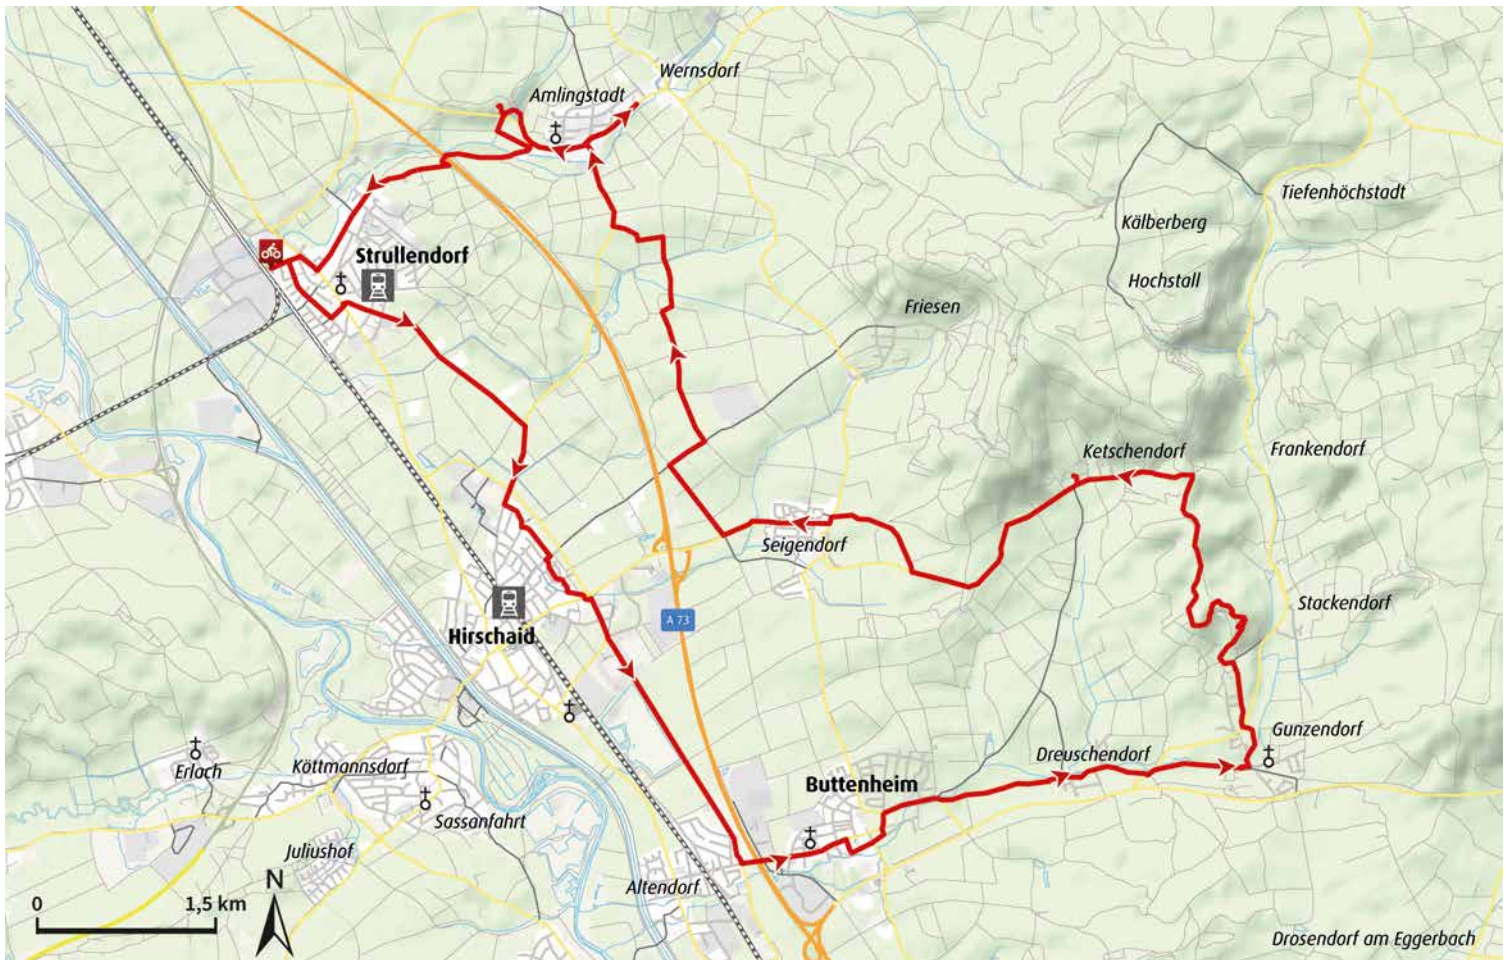 Wernsdorf
Amlingstadt
Tiefenhöchstadt
Kälberberg
Strullendorf
Hochstall
Friesen
Ketschendorf
Frankendorf
Seigendorf
Stackendorf
A 73
Hirschaid
Gunzendorf
Dreuschendorf
Erlach
Köttmannsdorf
Buttenheim
Sassanfahrt
Juliushof
N
Altendorf
0
1,5 km
Drosendorf am Eggerbach